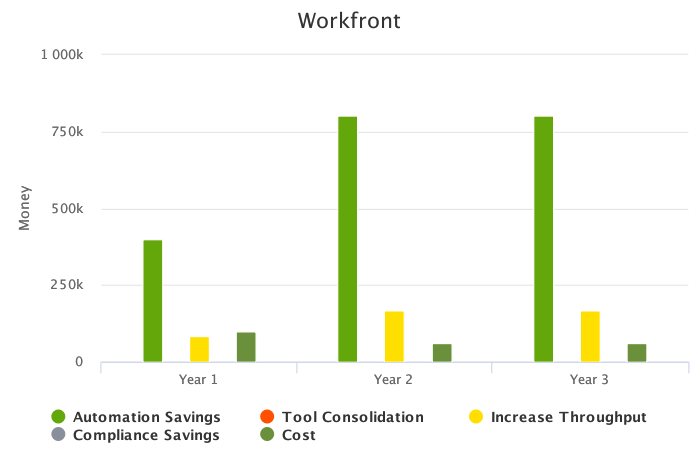 Workfront
1 000k
750k
500k
250k
0
Money
Year 1
Year 2
Year 3
Automation Savings
Tool Consolidation
Increase Throughput
Compliance Savings
Cost